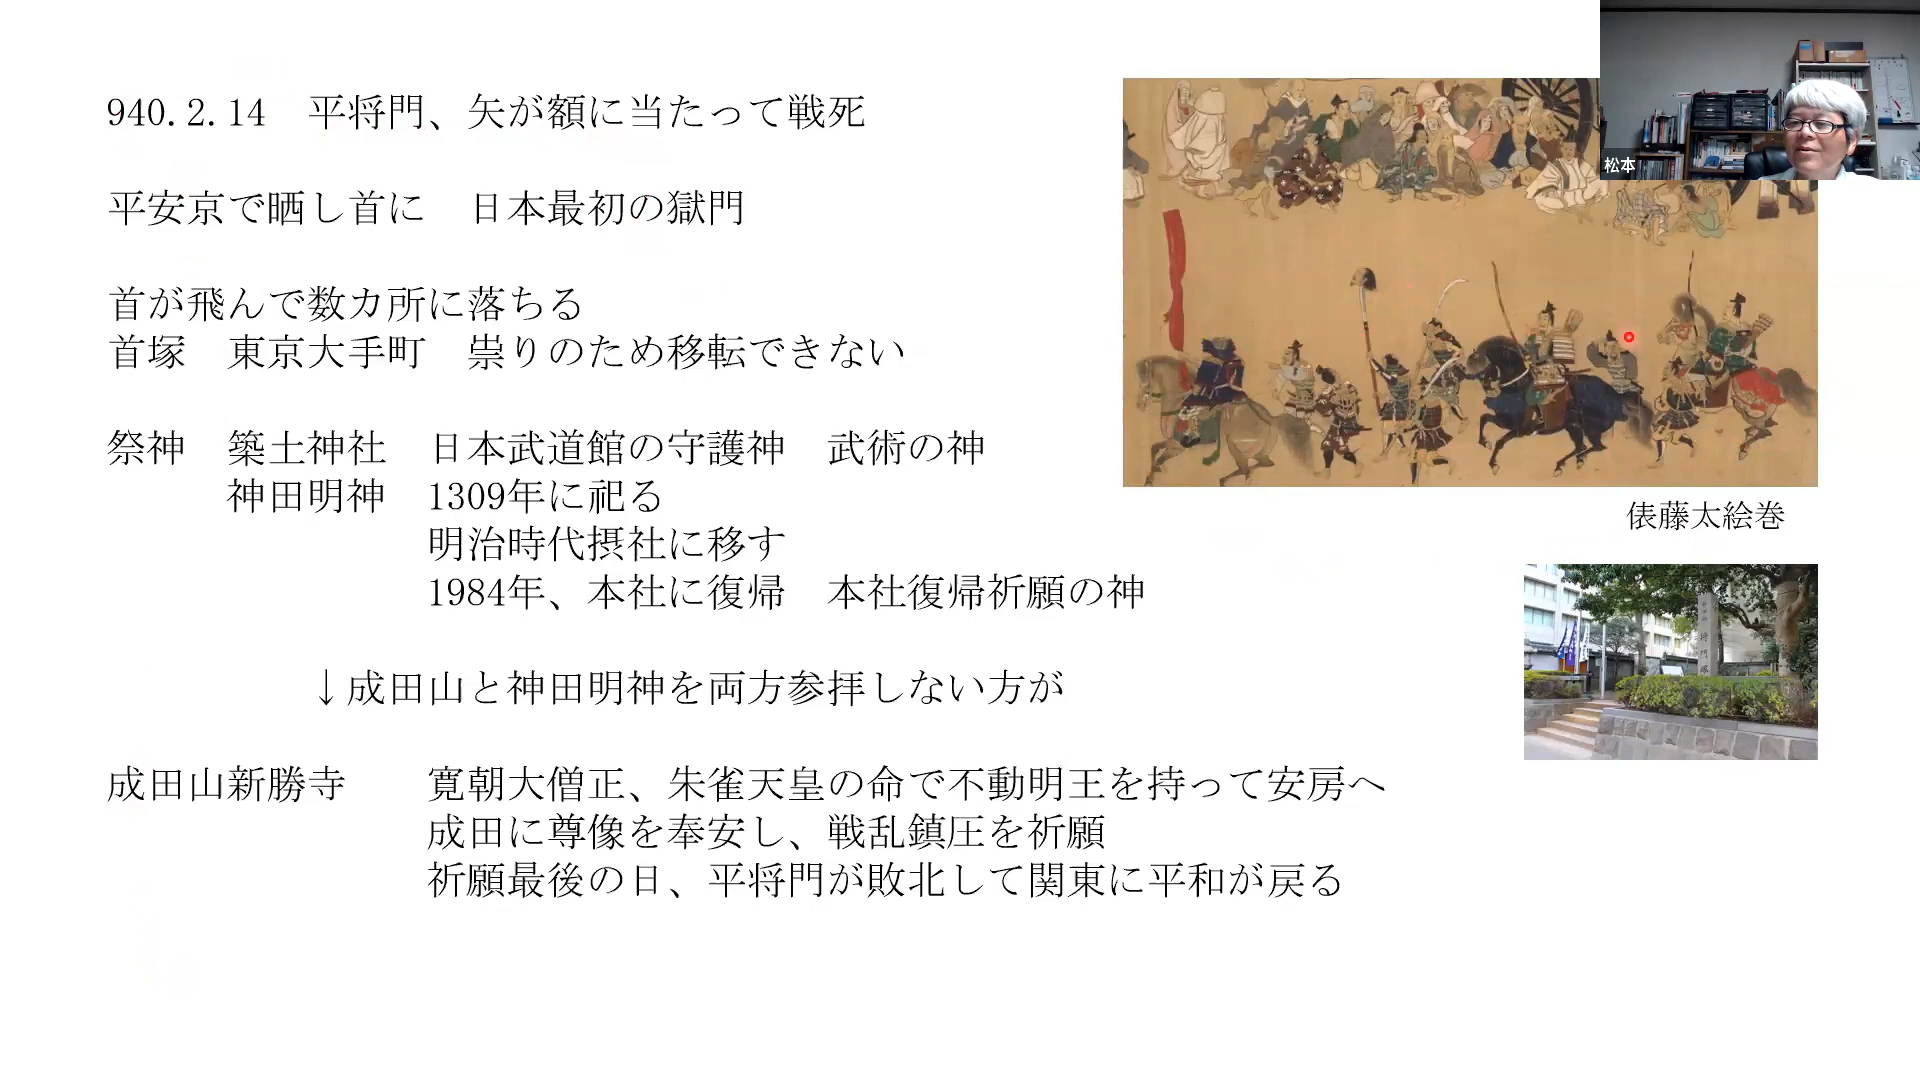 940.2.14　平将門、矢が額に当たって戦死
平安京で晒し首に　日本最初の獄門
首が飛んで数カ所に落ちる
首塚　東京大手町　祟りのため移転できない
祭神　築土神社　日本武道館の守護神　武術の神
神田明神　1309年に祀る
明治時代摂社に移す
1984年、本社に復帰　本社復帰祈願の神
↓成田山と神田明神を両方参拝しない方が
成田山新勝寺　　寛朝大僧正、朱雀天皇の命で不動明王を持って安房へ
成田に尊像を奉安し、戦乱鎮圧を祈願
祈願最後の日、平将門が敗北して関東に平和が戻る
松本
俵藤太絵巻
将門塚